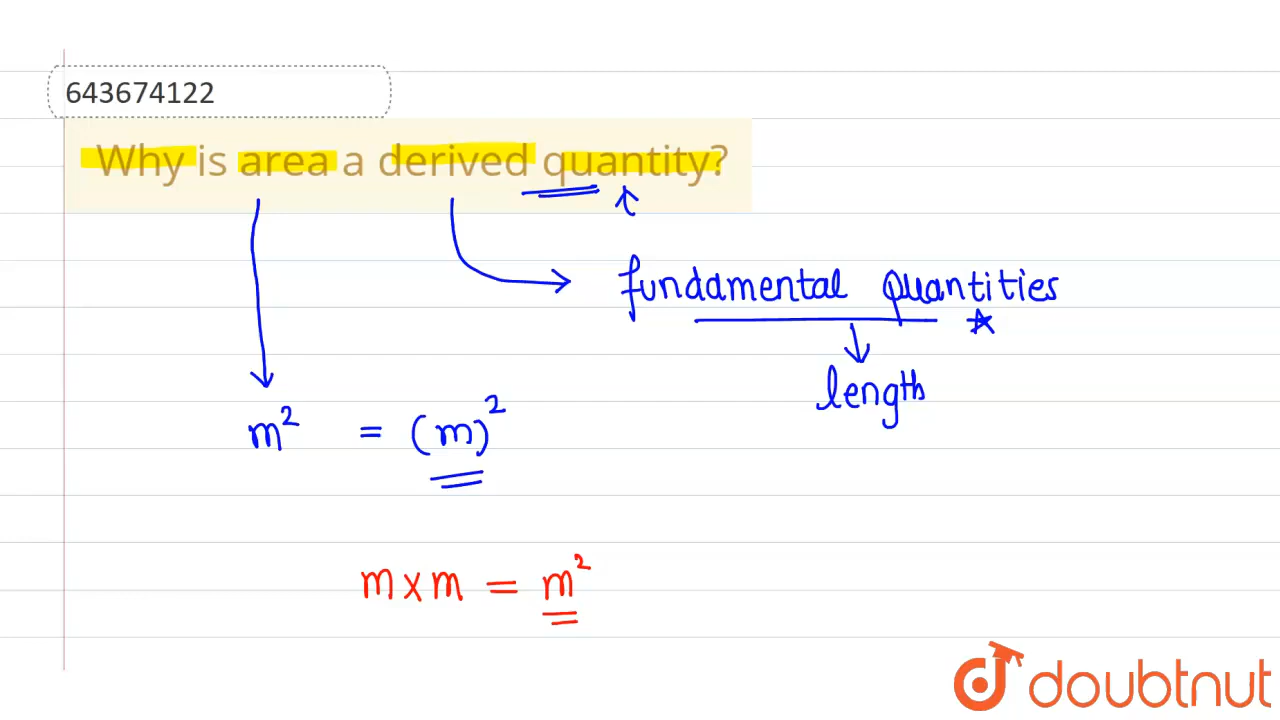 643674122
Why is area a derived quantity?
fundamental quantities
length
m² = (m)²
m x m = m²
doubtnut